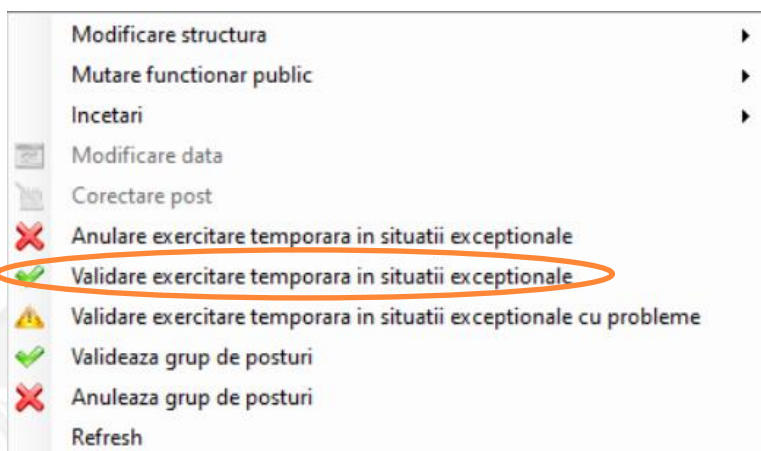 Modificare structura
Mutare functionar public
Incetari
Modificare data
Corectare post
Anulare exercitare temporara in situatii exceptionale
Validare exercitare temporara in situatii exceptionale
Validare exercitare temporara in situatii exceptionale cu probleme
Valideaza grup de posturi
Anuleaza grup de posturi
Refresh